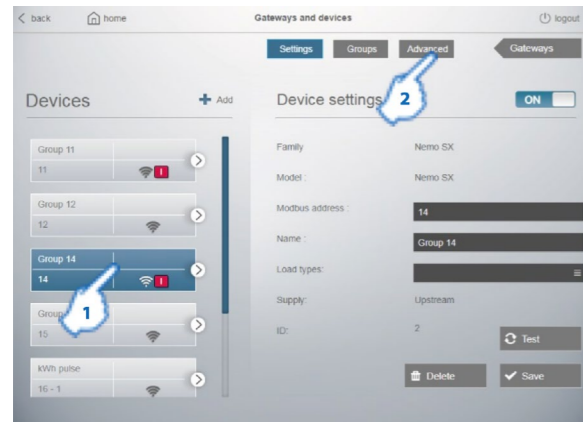 back
home
Gateways and devices
logout
Settings
Groups
Advanced
Gateways
Devices
Add
Device settings
2
ON
Group 11
11
I
Group 12
12
Group 14
14
I
1
Group
15
kWh pulse
16 - 1
Family
Nemo SX
Model :
Nemo SX
Modbus address :
14
Name :
Group 14
Load types:
Supply:
Upstream
ID:
2
Test
Delete
Save